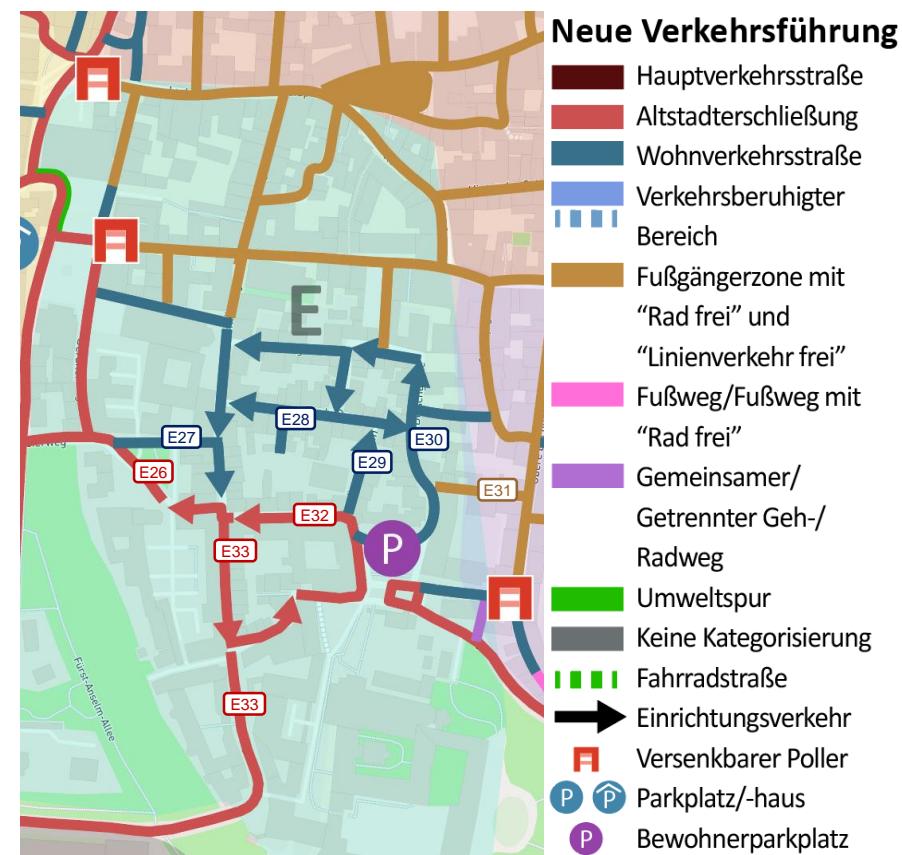 Neue Verkehrsführung
Hauptverkehrsstraße
Altstadterschließung
Wohnverkehrsstraße
Verkehrsberuhigter
Bereich
Fußgängerzone mit
“Rad frei” und
“Linienverkehr frei”
Fußweg/Fußweg mit
“Rad frei”
Gemeinsamer/
Getrennter Geh-/
Radweg
Umweltspur
Keine Kategorisierung
Fahrradstraße
Einrichtungsverkehr
Versenkbarer Poller
P P Parkplatz/-haus
P Bewohnerparkplatz
E
E28
E27
E30
E29
E26
E31
E32
P
E33
E33
Fürst-Anselm-Allee